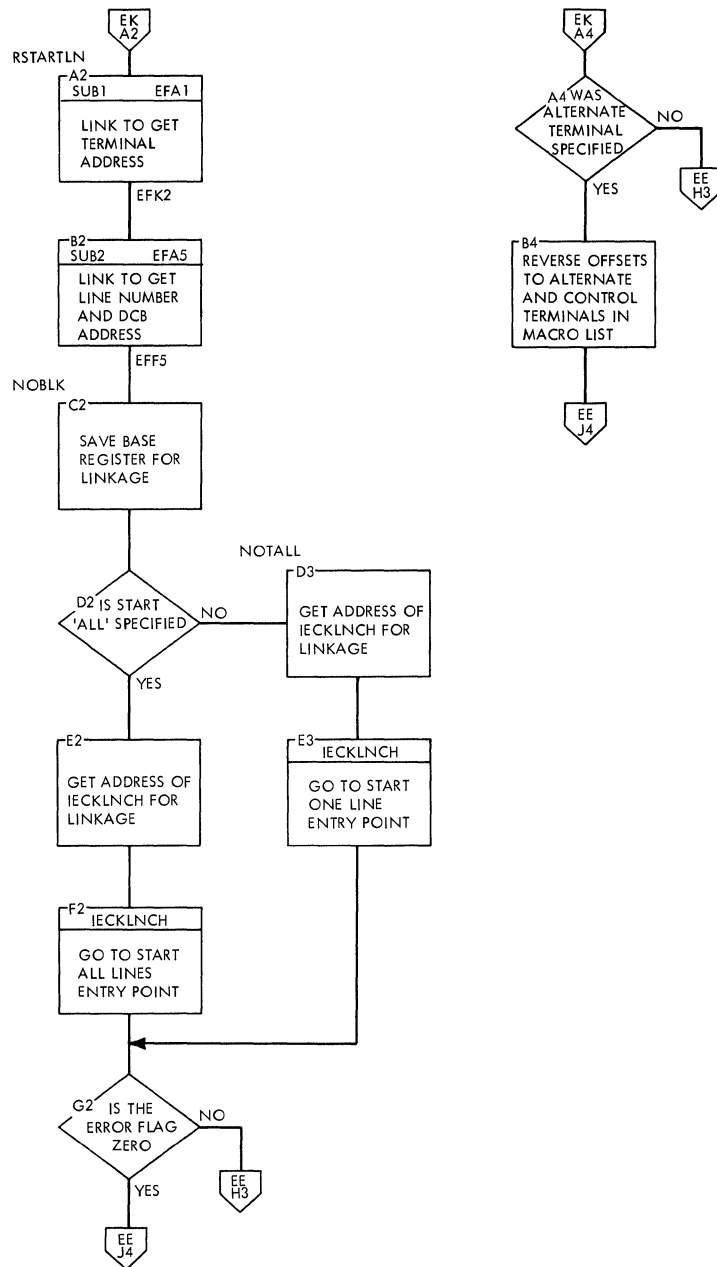 EK
A2
RSTARTLN
A2
SUB1 EFA1
LINK TO GET
TERMINAL
ADDRESS
EFK2
B2
SUB2 EFA5
LINK TO GET
LINE NUMBER
AND DCB
ADDRESS
EFF5
NOBLK
C2
SAVE BASE
REGISTER FOR
LINKAGE
D2 IS START
'ALL' SPECIFIED
NO
YES
NOTALL
D3
GET ADDRESS OF
IECKLNCH FOR
LINKAGE
E2
GET ADDRESS OF
IECKLNCH FOR
LINKAGE
E3
IECKLNCH
GO TO START
ONE LINE
ENTRY POINT
F2
IECKLNCH
GO TO START
ALL LINES
ENTRY POINT
G2 IS THE
ERROR FLAG
ZERO
NO
EE
H3
YES
EE
J4
EK
A4
A4 WAS
ALTERNATE
TERMINAL
SPECIFIED
NO
EE
H3
YES
B4
REVERSE OFFSETS
TO ALTERNATE
AND CONTROL
TERMINALS IN
MACRO LIST
EE
J4